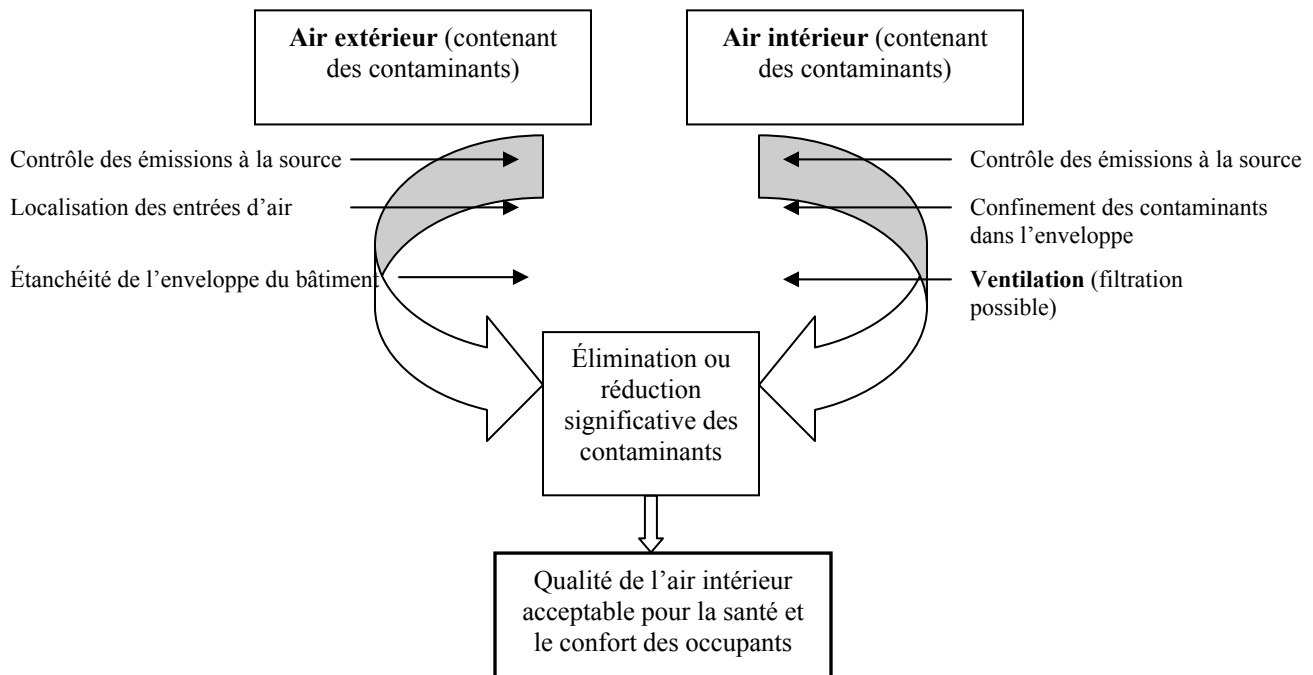 Air extérieur (contenant
des contaminants)
Air intérieur (contenant
des contaminants)
Contrôle des émissions à la source
Localisation des entrées d’air
Étanchéité de l’enveloppe du bâtiment
Contrôle des émissions à la source
Confinement des contaminants
dans l’enveloppe
Ventilation (filtration
possible)
Élimination ou
réduction
significative des
contaminants
Qualité de l’air intérieur
acceptable pour la santé et
le confort des occupants